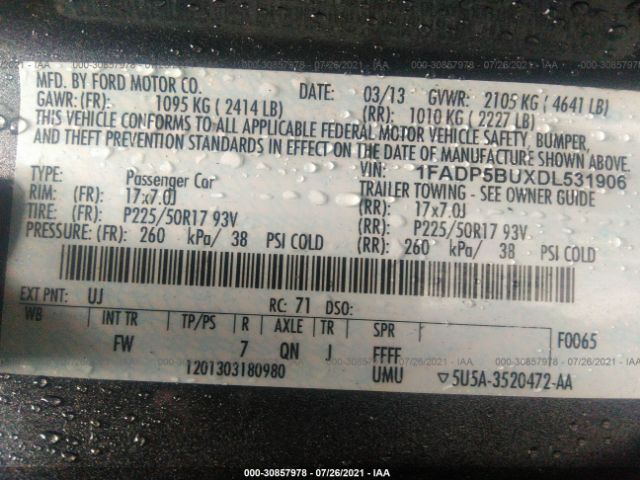 000-30857978 - 07/26/2021 - IAA
MFD. BY FORD MOTOR CO. DATE: 03/13 GVWR: 2105 KG ( 4641 LB)
GAWR: (FR): 1095 KG ( 2414 LB) (RR): 1010 KG ( 2227 LB)
THIS VEHICLE CONFORMS TO ALL APPLICABLE FEDERAL MOTOR VEHICLE SAFETY, BUMPER,
AND THEFT PREVENTION STANDARDS IN EFFECT ON THE DATE OF MANUFACTURE SHOWN ABOVE.
VIN: 1FADP5BUXDL531906
TYPE: Passenger Car TRAILER TOWING - SEE OWNER GUIDE
RIM: (FR): 17x7.0J (RR): 17x7.0J
TIRE: (FR): P225/50R17 93V (RR): P225/50R17 93V
PRESSURE: (FR): 260 kPa/ 38 PSI COLD (RR): 260 kPa/ 38 PSI COLD
EXT PNT: UJ RC: 71 DSO:
WB INT TR TP/PS R AXLE TR SPR F0065
FW 7 QN J FFFF
1201303180980 UMU ▽5U5A-3520472-AA
000-30857978 - 07/26/2021 - IAA